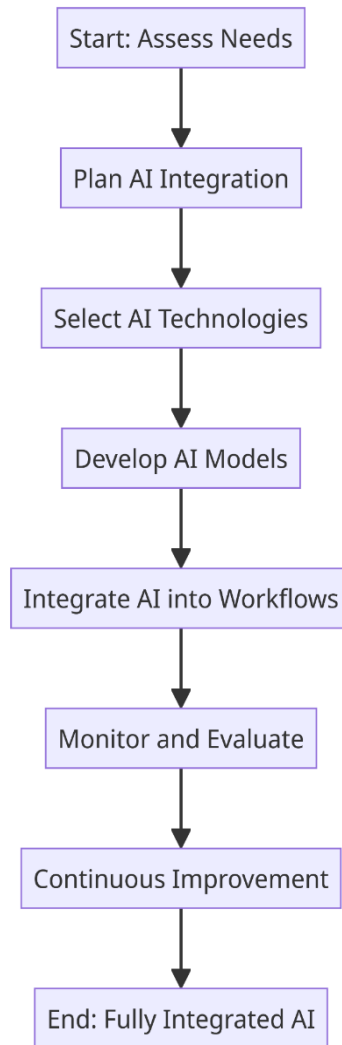 Start: Assess Needs
Plan AI Integration
Select AI Technologies
Develop AI Models
Integrate AI into Workflows
Monitor and Evaluate
Continuous Improvement
End: Fully Integrated AI